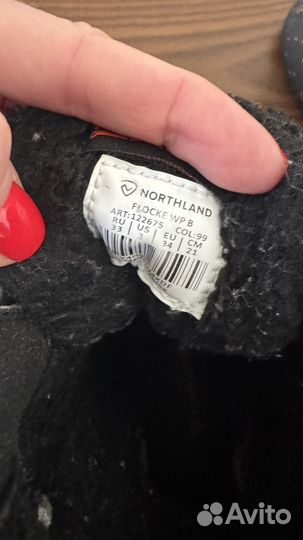 NORTHLAND
FLOCKE WP B
ART:122675 COL:99
RU US EU CM
33 3 34 21
Avito